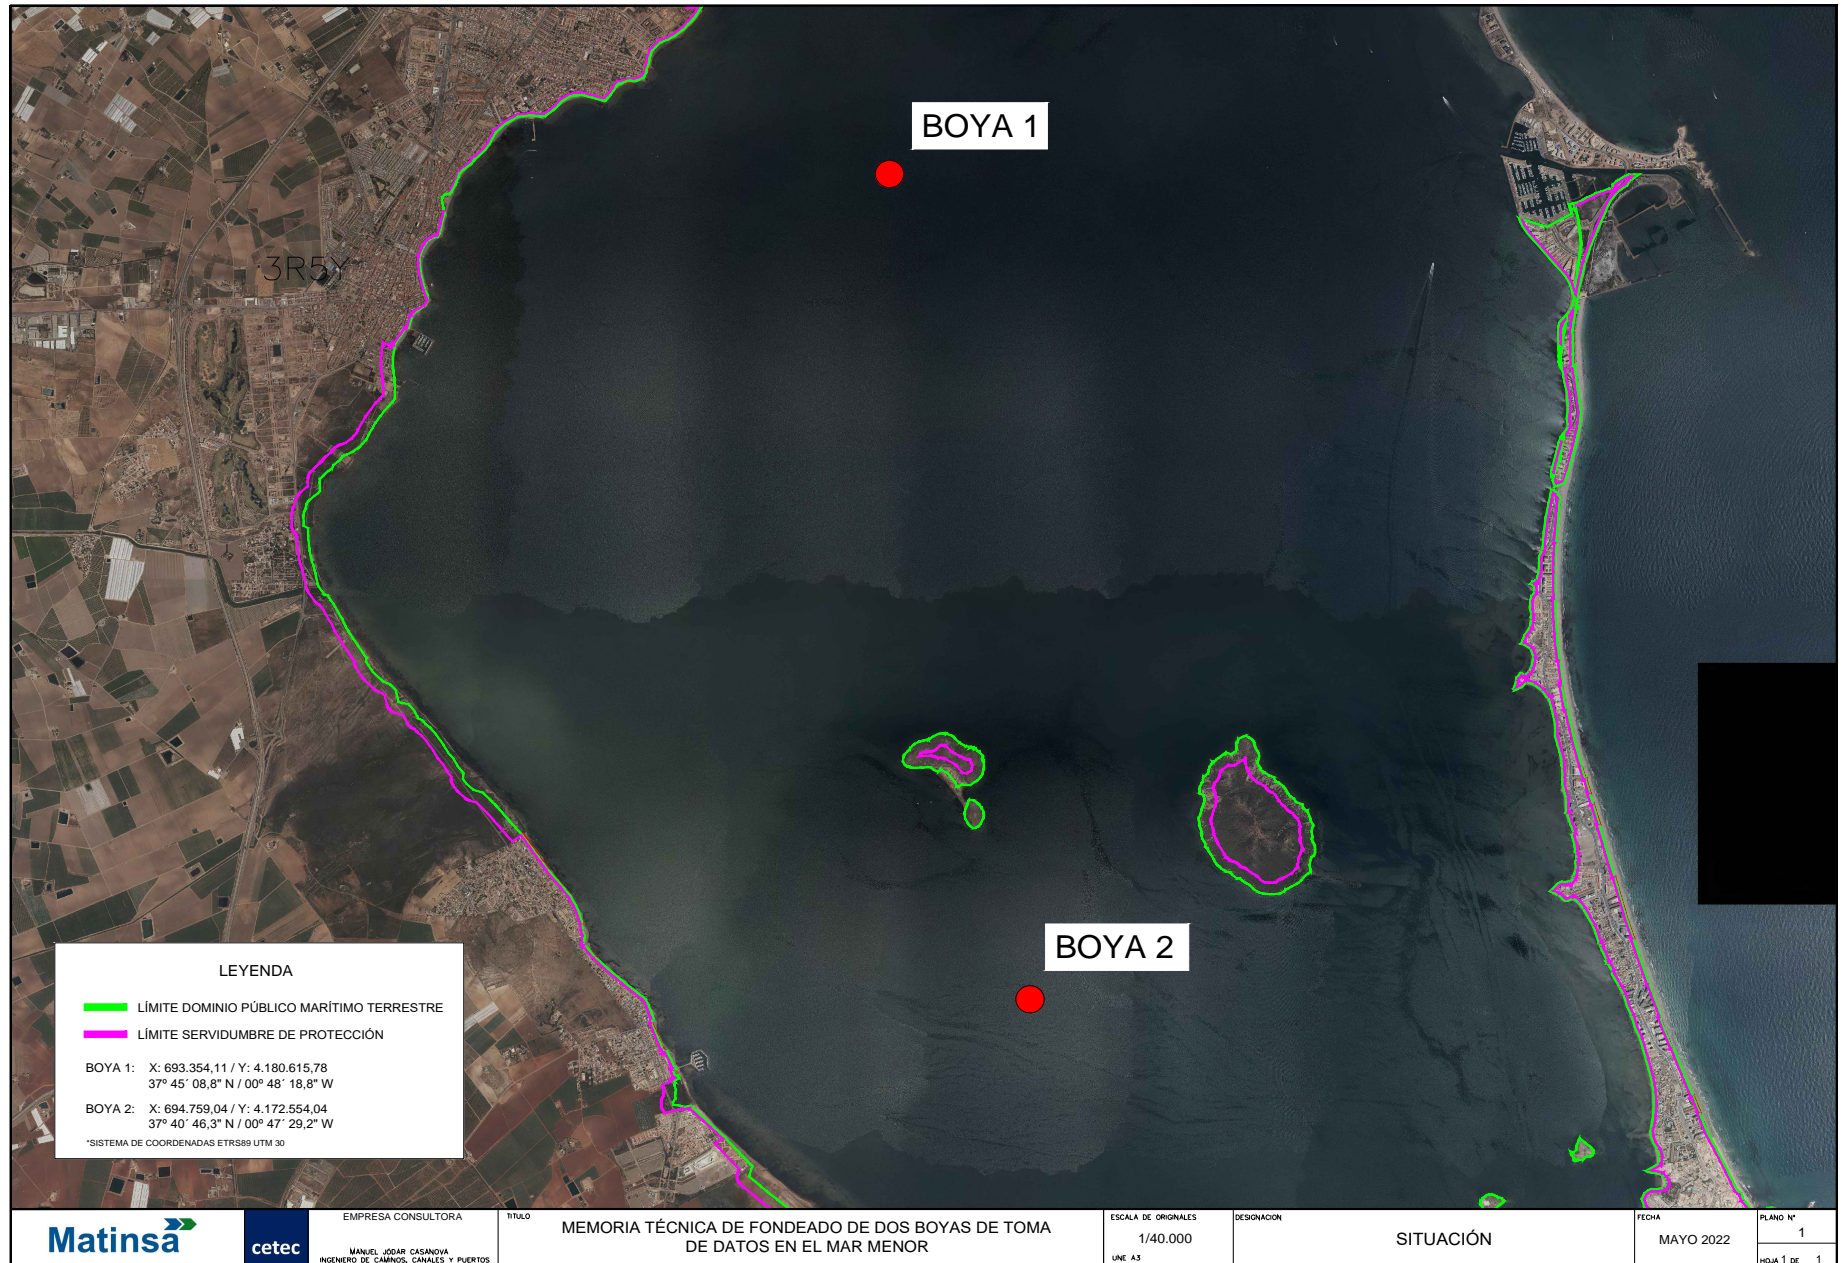 BOYA 1
3R5Y
BOYA 2
LEYENDA
LÍMITE DOMINIO PÚBLICO MARÍTIMO TERRESTRE
LÍMITE SERVIDUMBRE DE PROTECCIÓN
BOYA 1: X: 693.354,11 / Y: 4.180.615,78
37º 45´ 08,8" N / 00º 48´ 18,8" W
BOYA 2: X: 694.759,04 / Y: 4.172.554,04
37º 40´ 46,3" N / 00º 47´ 29,2" W
*SISTEMA DE COORDENADAS ETRS89 UTM 30
Matinsa
cetec
EMPRESA CONSULTORA
MANUEL JÓDAR CASANOVA
INGENIERO DE CAMINOS, CANALES Y PUERTOS
TITULO
MEMORIA TÉCNICA DE FONDEADO DE DOS BOYAS DE TOMA
DE DATOS EN EL MAR MENOR
ESCALA DE ORIGINALES
1/40.000
UNE A3
DESIGNACION
SITUACIÓN
FECHA
MAYO 2022
PLANO Nº
1
HOJA 1 DE 1